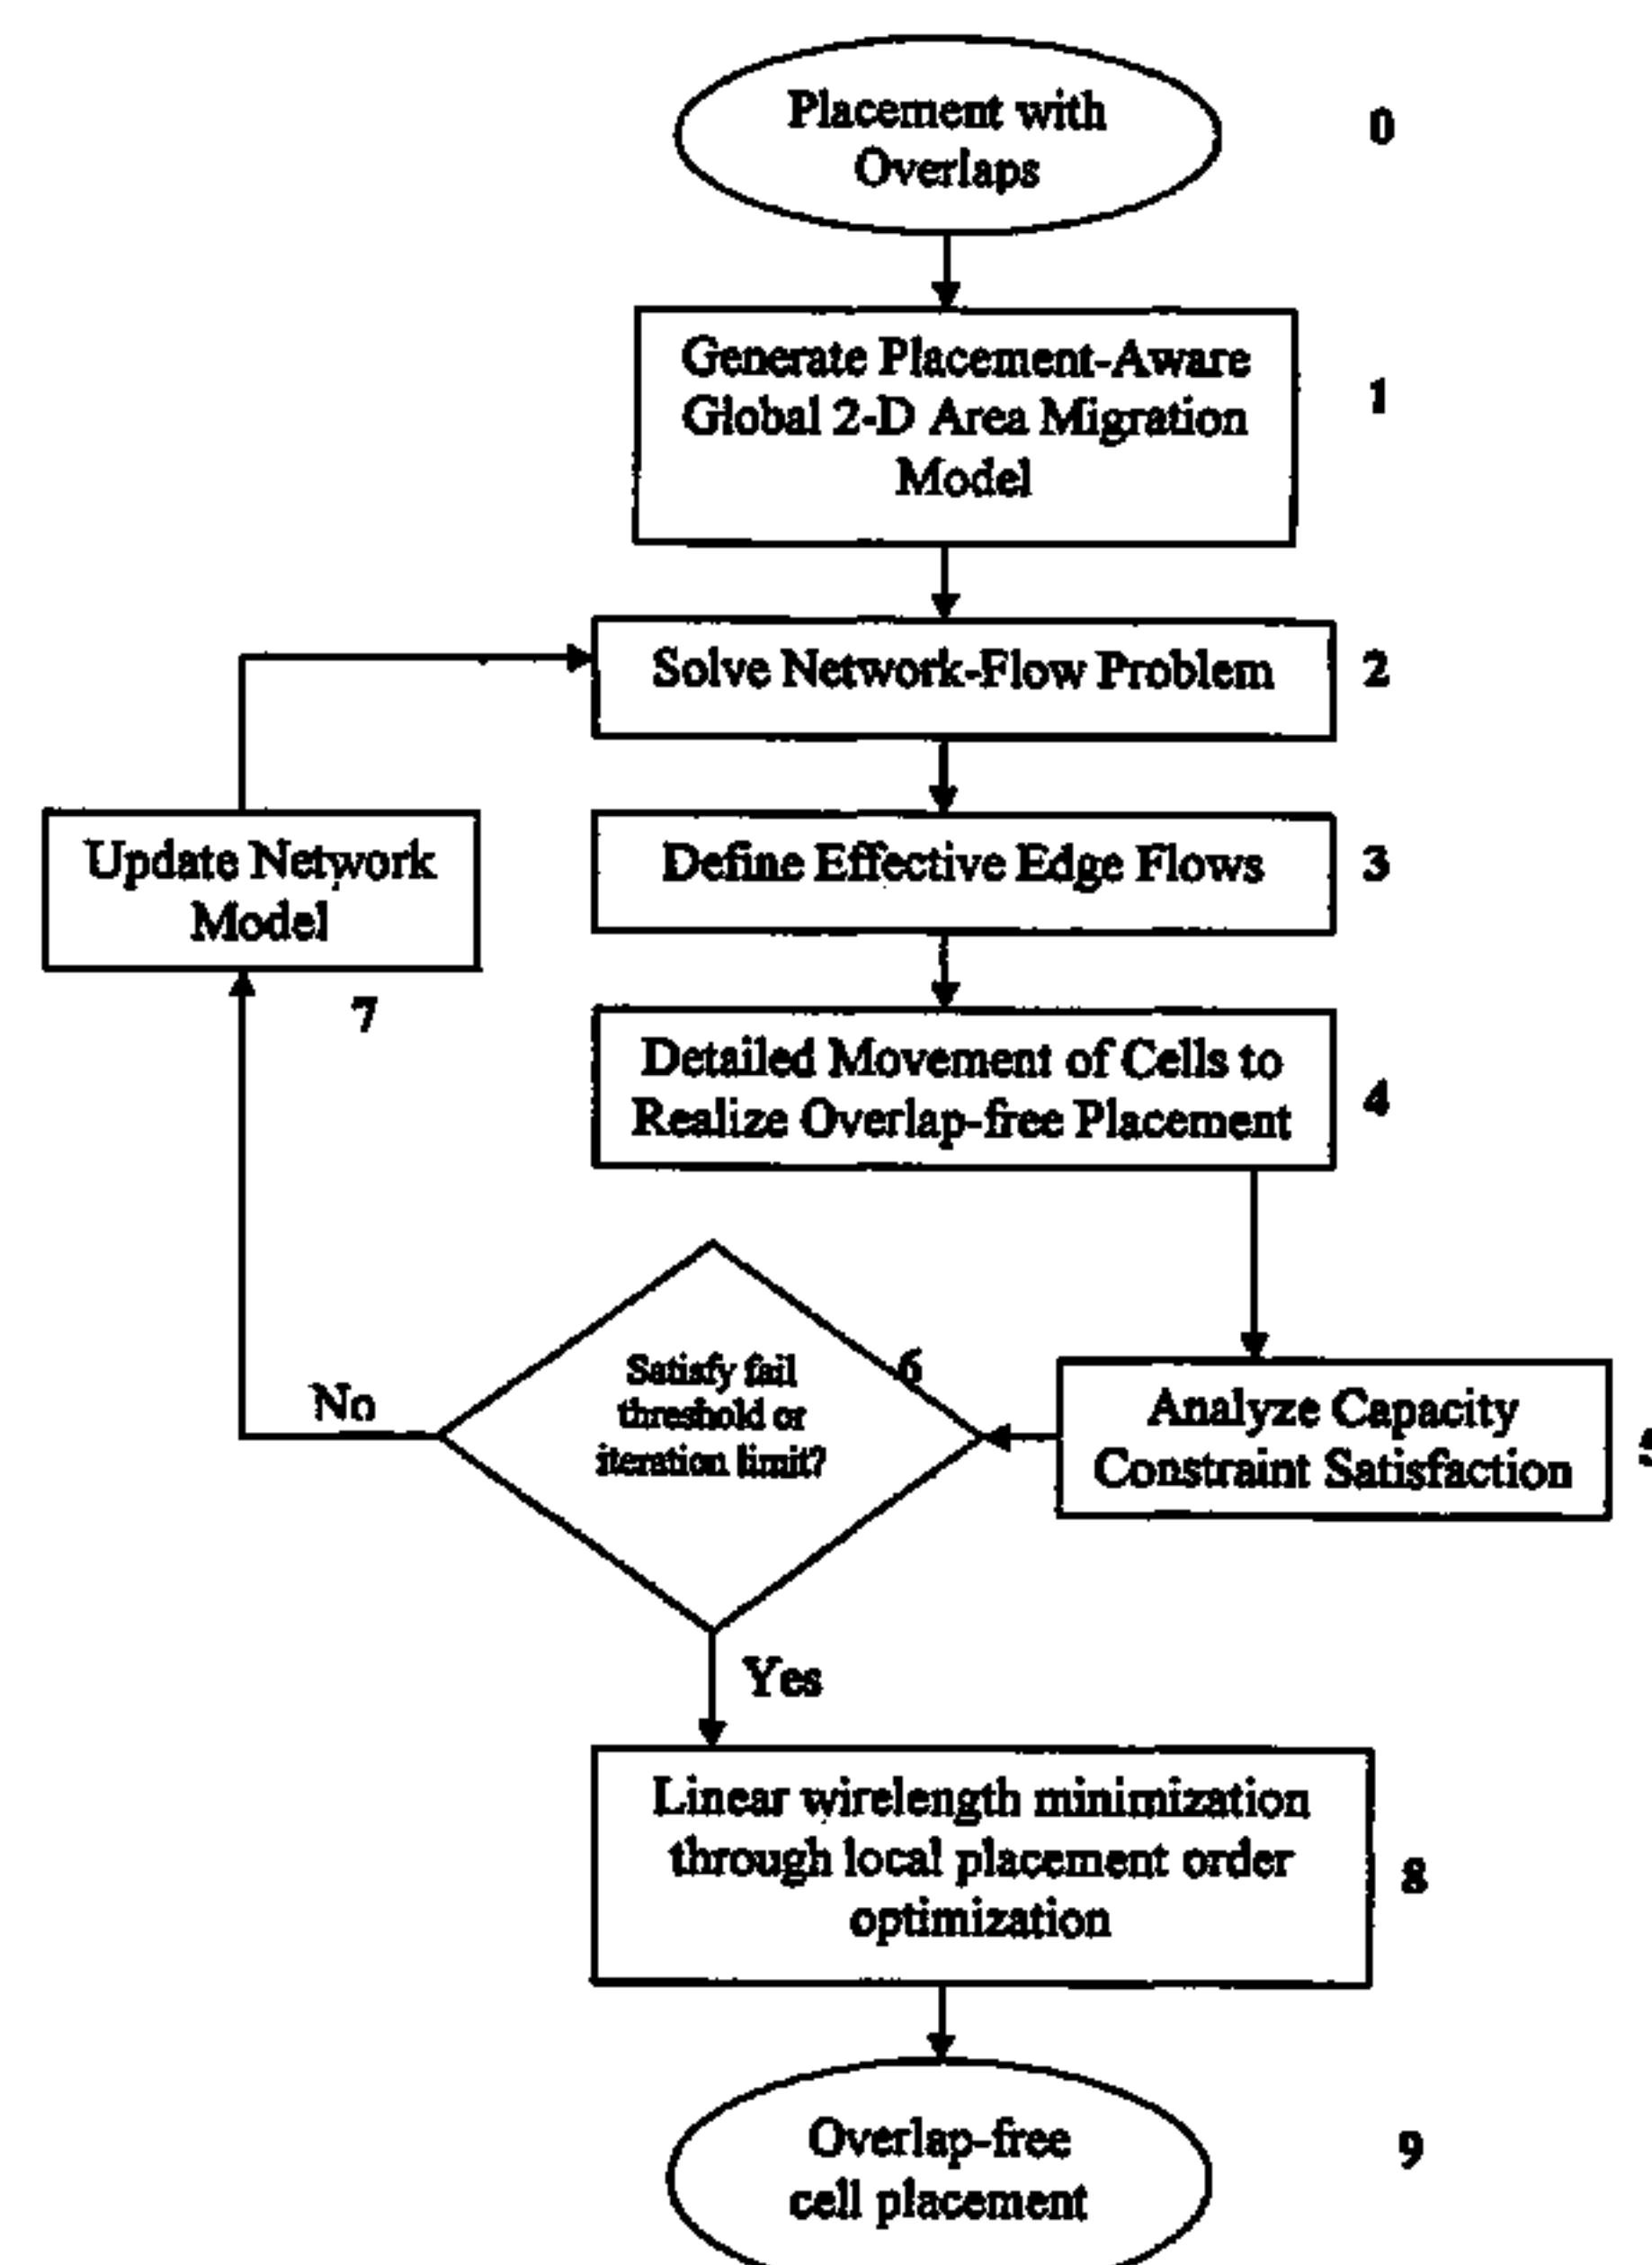 Placement with
Overlaps
0
Generate Placement-Aware
Global 2-D Area Migration
Model
1
Solve Network-Flow Problem
2
Define Effective Edge Flows
3
Update Network
Model
7
Detailed Movement of Cells to
Realize Overlap-free Placement
4
Satisfy fail
threshold or
iteration limit?
6
No
Analyze Capacity
Constraint Satisfaction
5
Yes
Linear wirelength minimization
through local placement order
optimization
8
Overlap-free
cell placement
9